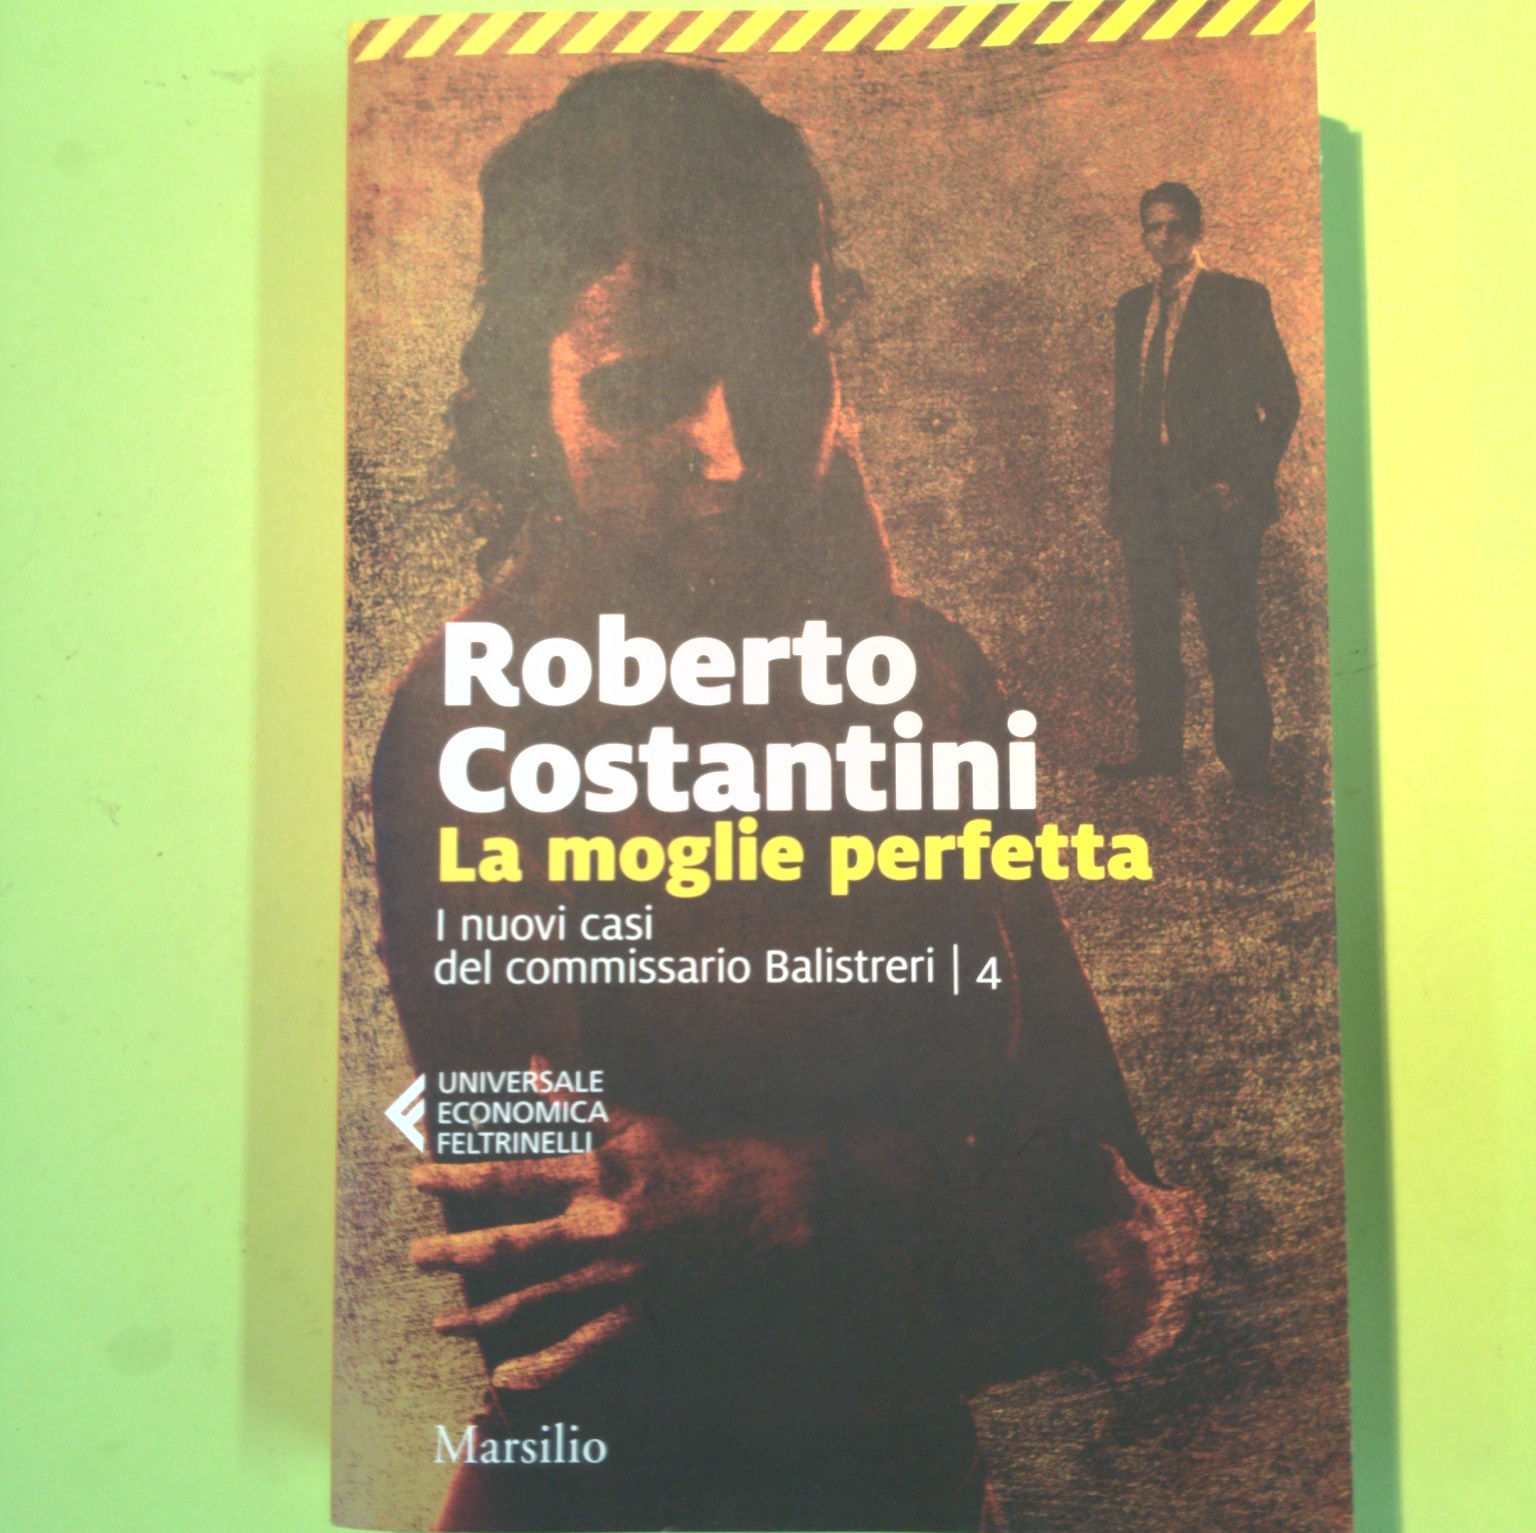 Roberto
Costantini
La moglie perfetta
I nuovi casi
del commissario Balistreri | 4
UNIVERSALE
ECONOMICA
FELTRINELLI
Marsilio